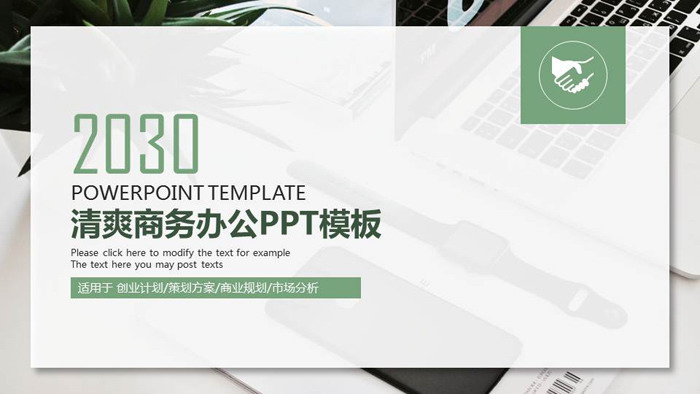 2030
POWERPOINT TEMPLATE
清爽商务办公PPT模板
Please click here to modify the text for example
The text here you may post texts
适用于 创业计划/策划方案/商业规划/市场分析